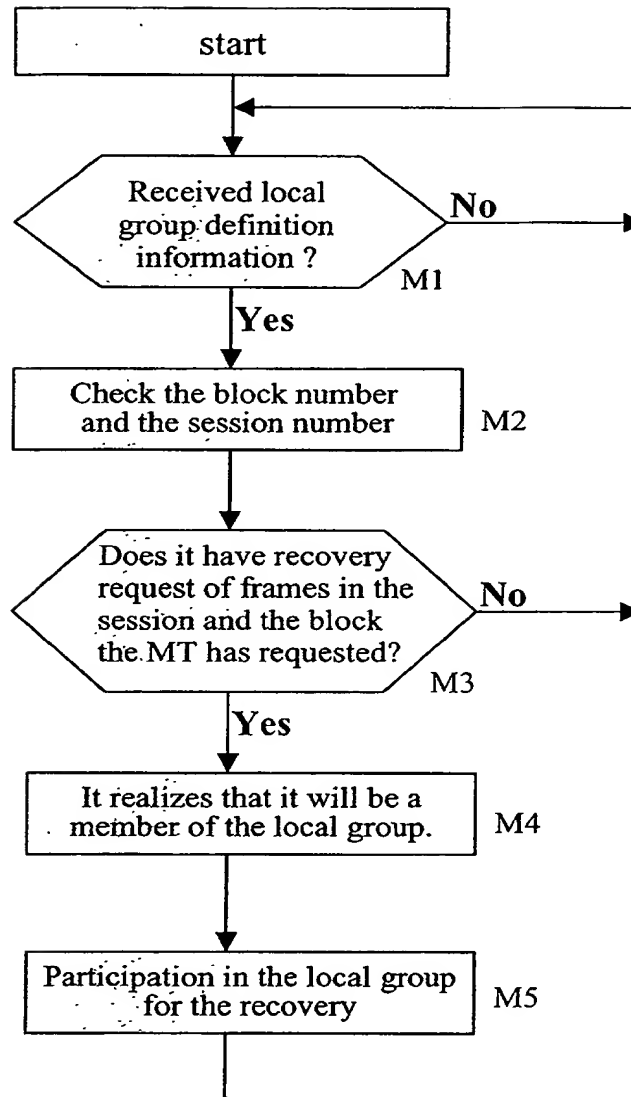 start
Received local
group definition
information ?
No
M1
Yes
Check the block number
and the session number
M2
Does it have recovery
request of frames in the
session and the block
the MT has requested?
No
M3
Yes
It realizes that it will be a
member of the local group.
M4
Participation in the local group
for the recovery
M5